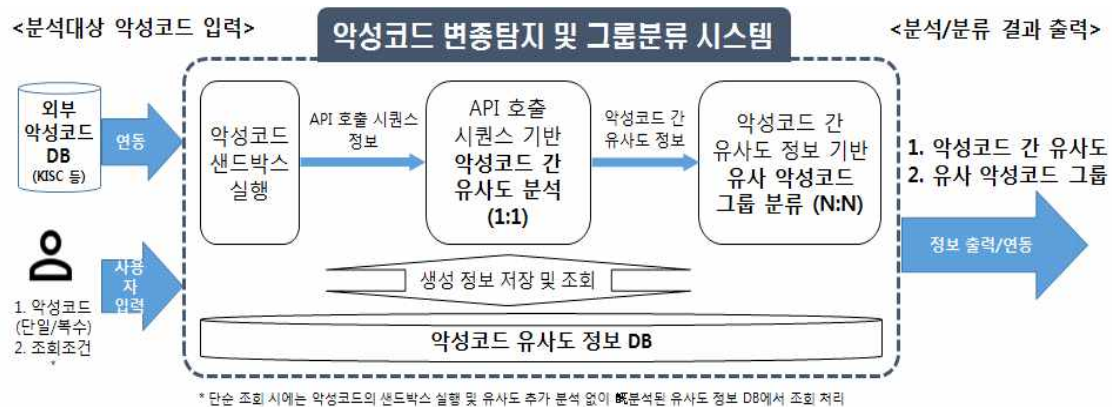 <분석대상 악성코드 입력>
악성코드 변종탐지 및 그룹분류 시스템
<분석/분류 결과 출력>
외부
악성코드
DB
(KISC 등)
연동
악성코드
샌드박스
실행
API 호출 시퀀스
정보
API 호출
시퀀스 기반
악성코드 간
유사도 분석
(1:1)
악성코드 간
유사도 정보
악성코드 간
유사도 정보 기반
유사 악성코드
그룹 분류 (N:N)
1. 악성코드 간 유사도
2. 유사 악성코드 그룹
정보 출력/연동
사용
자
입력
1. 악성코드
(단일/복수)
2. 조회조건
*
생성 정보 저장 및 조회
악성코드 유사도 정보 DB
* 단순 조회 시에는 악성코드의 샌드박스 실행 및 유사도 추가 분석 없이 旣분석된 유사도 정보 DB에서 조회 처리